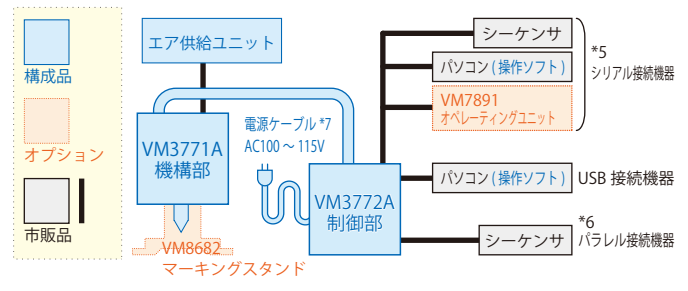 構成品
オプション
市販品
エア供給ユニット
VM3771A
機構部
VM8682
マーキングスタンド
電源ケーブル *7
AC100 ～ 115V
VM3772A
制御部
シーケンサ
パソコン ( 操作ソフト )
VM7891
オペレーティングユニット
*5
シリアル接続機器
パソコン ( 操作ソフト )
USB 接続機器
シーケンサ
*6
パラレル接続機器